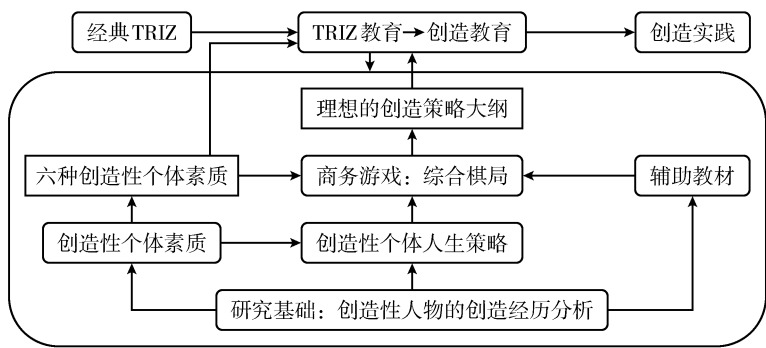 经典TRIZ
TRIZ教育
创造教育
创造实践
理想的创造策略大纲
六种创造性个体素质
商务游戏：综合棋局
辅助教材
创造性个体素质
创造性个体人生策略
研究基础：创造性人物的创造经历分析